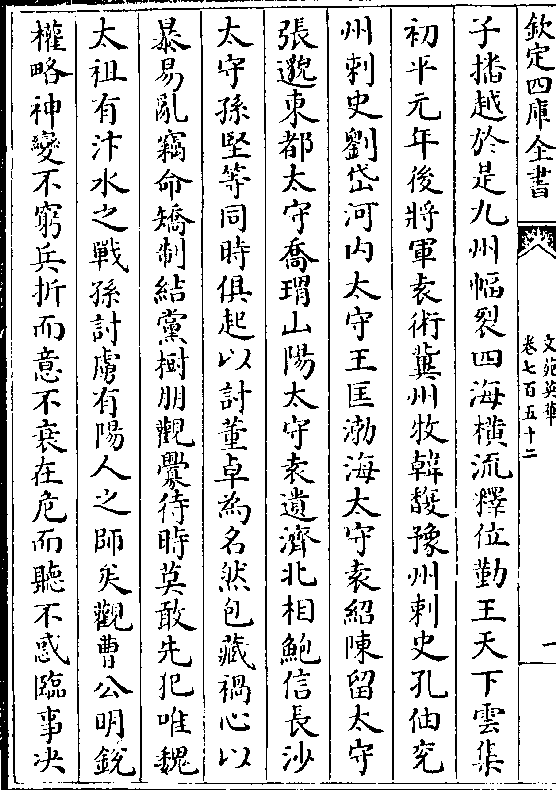 欽定四庫全書
文苑英華
卷七百五十二
一
子播越於是九州幅裂四海横流釋位勤王天下雲集
初平元年後將軍袁術冀州牧韓馥豫州刺史孔伷兖
州刺史劉岱河内太守王匡渤海太守袁紹陳留太守
張邈東都太守喬瑁山陽太守袁遺濟北相鮑信長沙
太守孫堅等同時俱起以討董卓為名然包藏禍心以
暴易亂竊命矯制結黨樹朋觀釁待時莫敢先犯唯魏
太祖有汴水之戰孫討虜有陽人之師矣觀曹公明銳
權略神變不窮兵折而意不衰在危而聽不惑臨事决